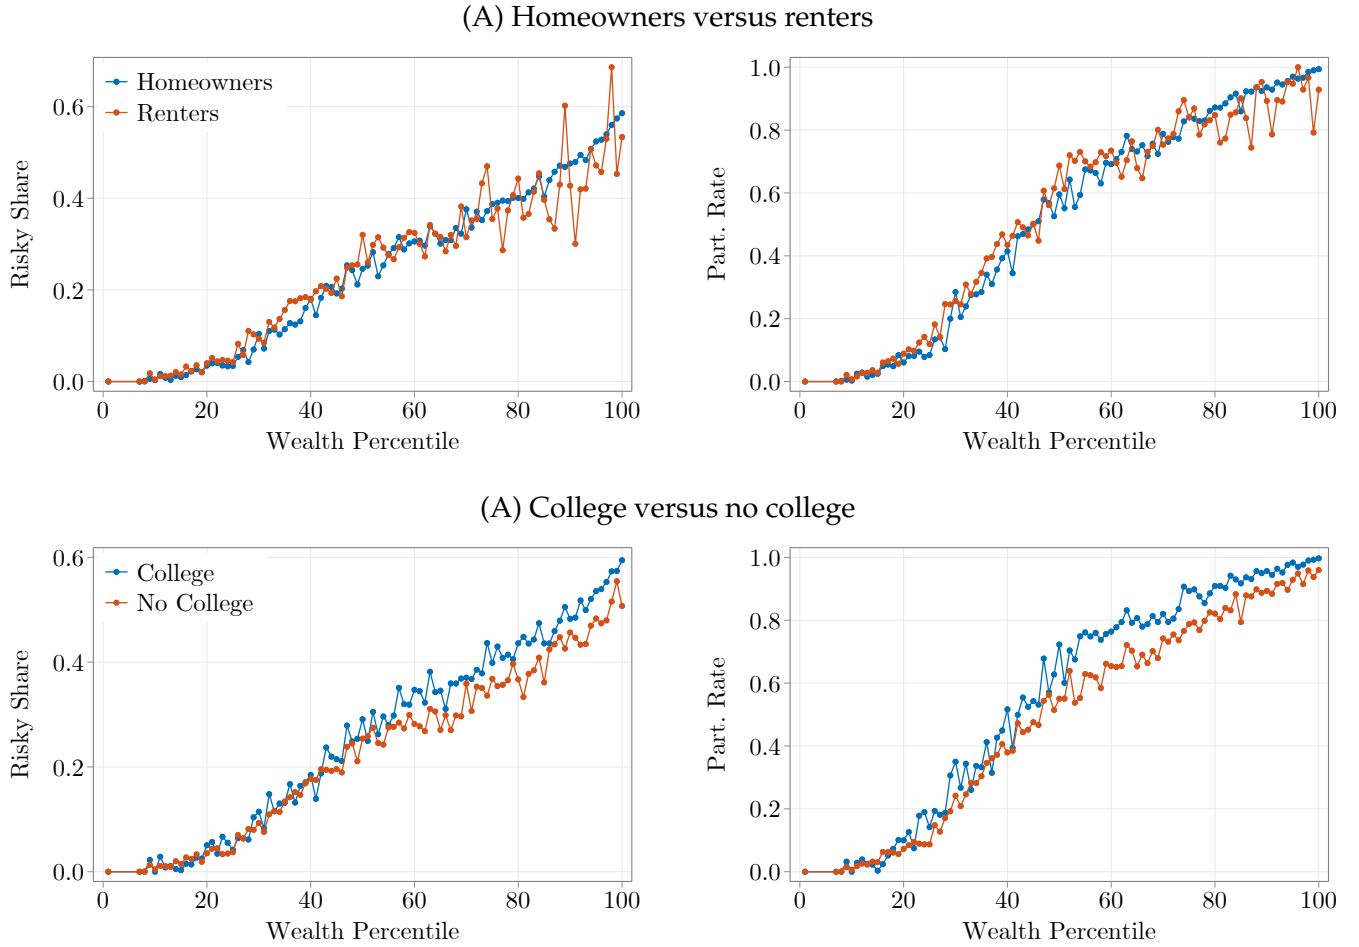 (A) Homeowners versus renters
Risky Share
0.6
0.4
0.2
0.0
Homeowners
Renters
0 20 40 60 80 100
Wealth Percentile
Part. Rate
1.0
0.8
0.6
0.4
0.2
0.0
0 20 40 60 80 100
Wealth Percentile
(A) College versus no college
Risky Share
0.6
0.4
0.2
0.0
College
No College
0 20 40 60 80 100
Wealth Percentile
Part. Rate
1.0
0.8
0.6
0.4
0.2
0.0
0 20 40 60 80 100
Wealth Percentile